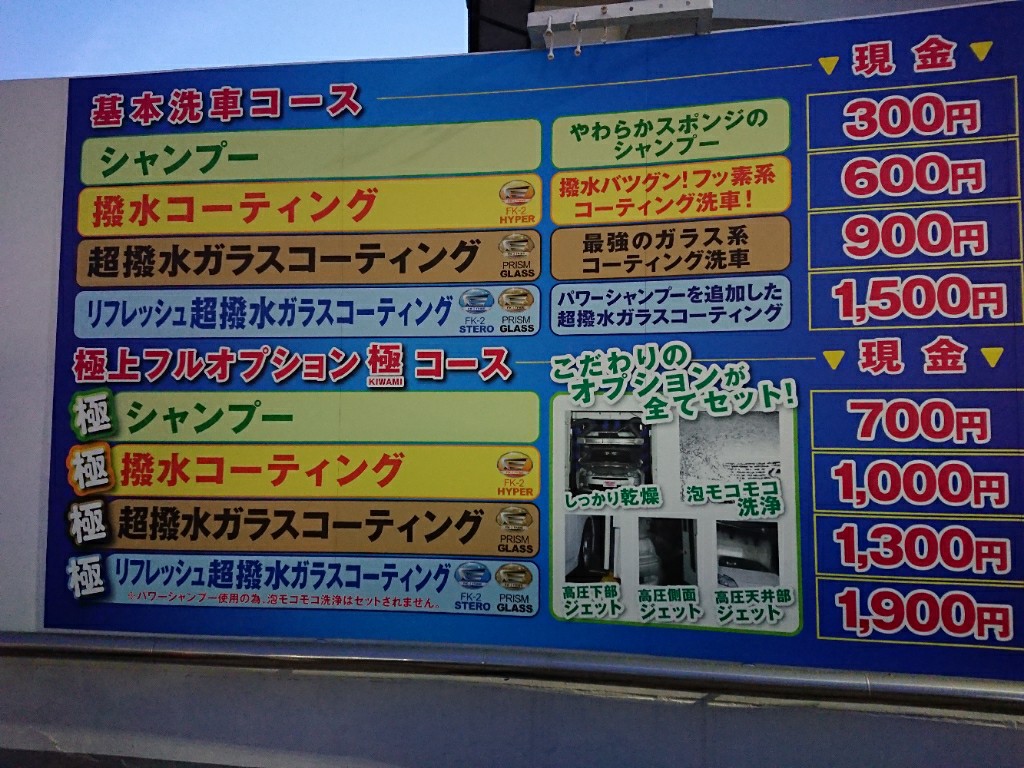 基本洗車コース
▼ 現金 ▼
シャンプー
やわらかスポンジの
シャンプー
300円
撥水コーティング
FK-2
HYPER
撥水バツグン!フッ素系
コーティング洗車!
600円
超撥水ガラスコーティング
PRISM
GLASS
最強のガラス系
コーティング洗車
900円
リフレッシュ超撥水ガラスコーティング
FK-2
STERO
PRISM
GLASS
パワーシャンプーを追加した
超撥水ガラスコーティング
1,500円
極上フルオプション極コース
KIWAMI
▼ 現金 ▼
こだわりの
オプションが
全てセット!
極 シャンプー
700円
極 撥水コーティング
FK-2
HYPER
1,000円
極 超撥水ガラスコーティング
PRISM
GLASS
1,300円
極 リフレッシュ超撥水ガラスコーティング
※パワーシャンプー使用の為、泡モコモコ洗浄はセットされません。
FK-2
STERO
PRISM
GLASS
1,900円
しっかり乾燥
泡モコモコ
洗浄
高圧下部
ジェット
高圧側面
ジェット
高圧天井部
ジェット